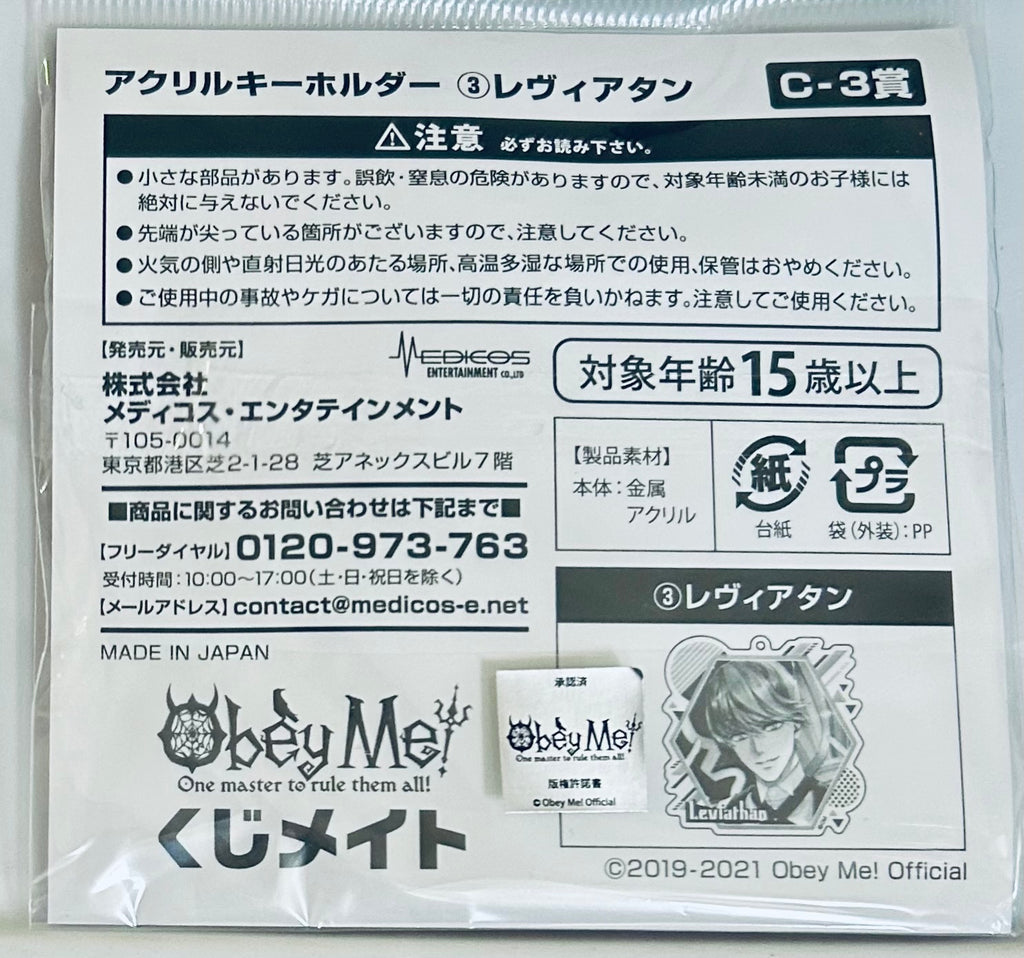 アクリルキーホルダー ③レヴィアタン
C-3賞
⚠注意 必ずお読み下さい。
●小さな部品があります。誤飲・窒息の危険がありますので、対象年齢未満のお子様には
絶対に与えないでください。
●先端が尖っている箇所がございますので、注意してください。
●火気の側や直射日光のあたる場所、高温多湿な場所での使用、保管はおやめください。
●ご使用中の事故やケガについては一切の責任を負いかねます。注意してご使用ください。
【発売元・販売元】
MEDICOS
ENTERTAINMENT CO.,LTD
株式会社
メディコス・エンタテインメント
〒105-0014
東京都港区芝2-1-28 芝アネックスビル7階
■商品に関するお問い合わせは下記まで■
【フリーダイヤル】0120-973-763
受付時間:10:00〜17:00(土・日・祝日を除く)
【メールアドレス】contact@medicos-e.net
MADE IN JAPAN
Obey Me!
One master to rule them all!
くじメイト
対象年齢15歳以上
【製品素材】
本体:金属
アクリル
紙
台紙
プラ
袋(外装):PP
③レヴィアタン
3
Leviathan
承認済
Obey Me!
One master to rule them all!
版権許諾書
©Obey Me! Official
©2019-2021 Obey Me! Official